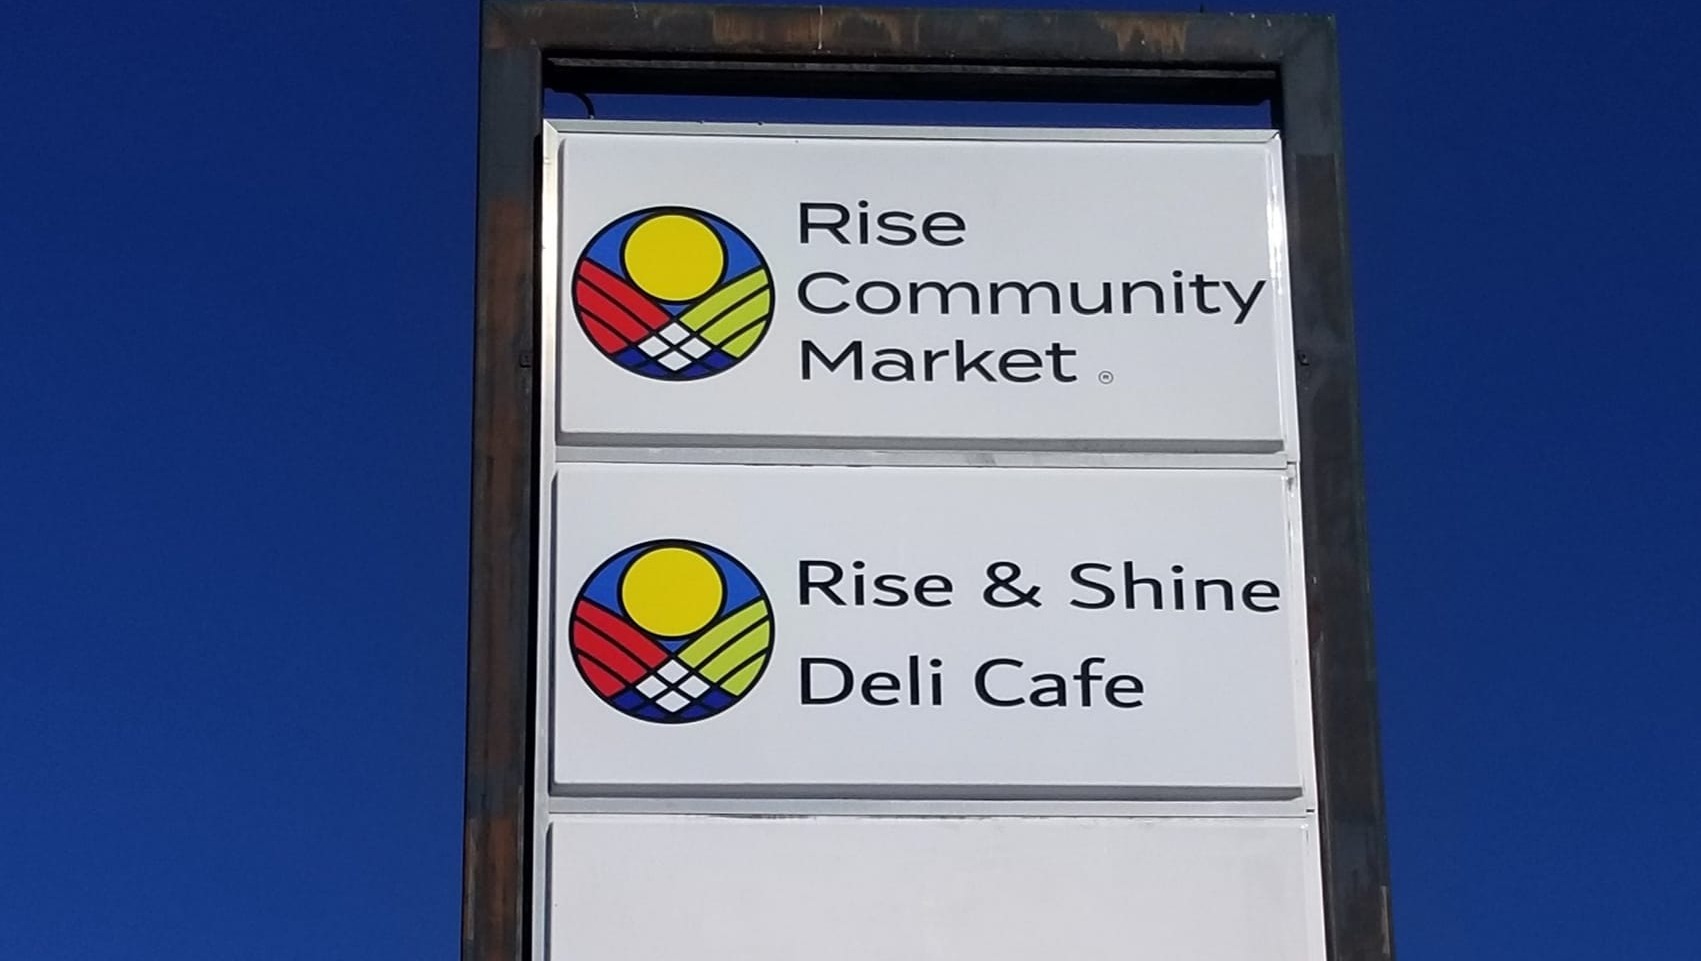 Rise
Community
Market ®
Rise & Shine
Deli Cafe